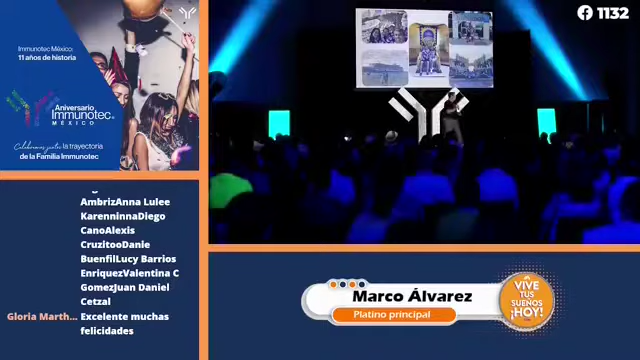 Immunotec México:
11 años de historia
Aniversario
Immunotec
MÉXICO
Celebramos juntos la trayectoria
de la Familia Immunotec
AmbrizAnna Lulee
KarenninnaDiego
CanoAlexis
CruzitooDanie
BuenfilLucy Barrios
EnriquezValentina C
GomezJuan Daniel
Cetzal
Gloria Marth... Excelente muchas
felicidades
1132
Marco Álvarez
Platino principal
VIVE
TUS
SUEÑOS
¡HOY!